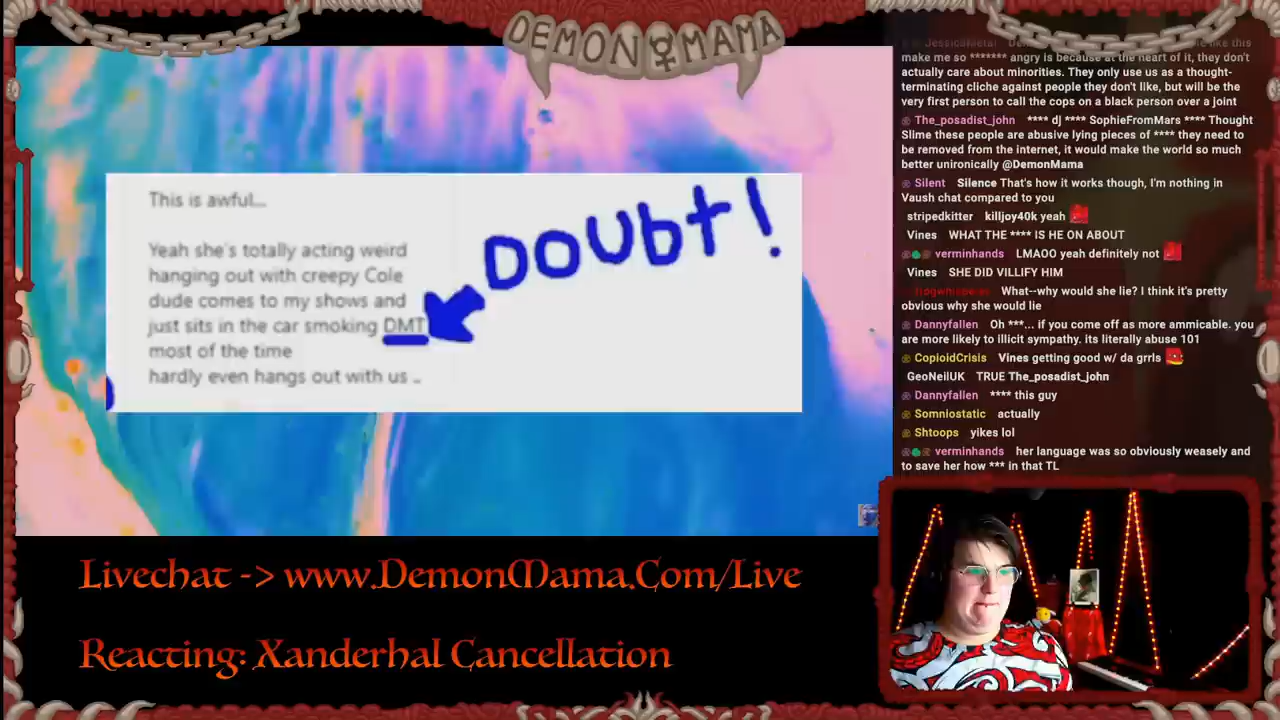 DEMON MAMA
This is awful...
Yeah she's totally acting weird
hanging out with creepy Cole
dude comes to my shows and
just sits in the car smoking DMT
most of the time
hardly even hangs out with us ..
DOUbt!
Livechat -> www.DemonMama.Com/Live
Reacting: Xanderhal Cancellation
make me so ******* angry is because at the heart of it, they don't
actually care about minorities. They only use us as a thought-
terminating cliche against people they don't like, but will be the
very first person to call the cops on a black person over a joint
The_posadist_john **** dj **** SophieFromMars **** Thought
Slime these people are abusive lying pieces of **** they need to
be removed from the internet, it would make the world so much
better unironically @DemonMama
Silent Silence That's how it works though, I'm nothing in
Vaush chat compared to you
stripedkitter killjoy40k yeah
Vines WHAT THE **** IS HE ON ABOUT
verminhands LMAOO yeah definitely not
Vines SHE DID VILLIFY HIM
What--why would she lie? I think it's pretty
obvious why she would lie
Dannyfallen Oh ***... if you come off as more ammicable. you
are more likely to illicit sympathy. its literally abuse 101
CopioidCrisis Vines getting good w/ da grrls
GeoNeilUK TRUE The_posadist_john
Dannyfallen **** this guy
Somniostatic actually
Shtoops yikes lol
verminhands her language was so obviously weasely and
to save her how *** in that TL